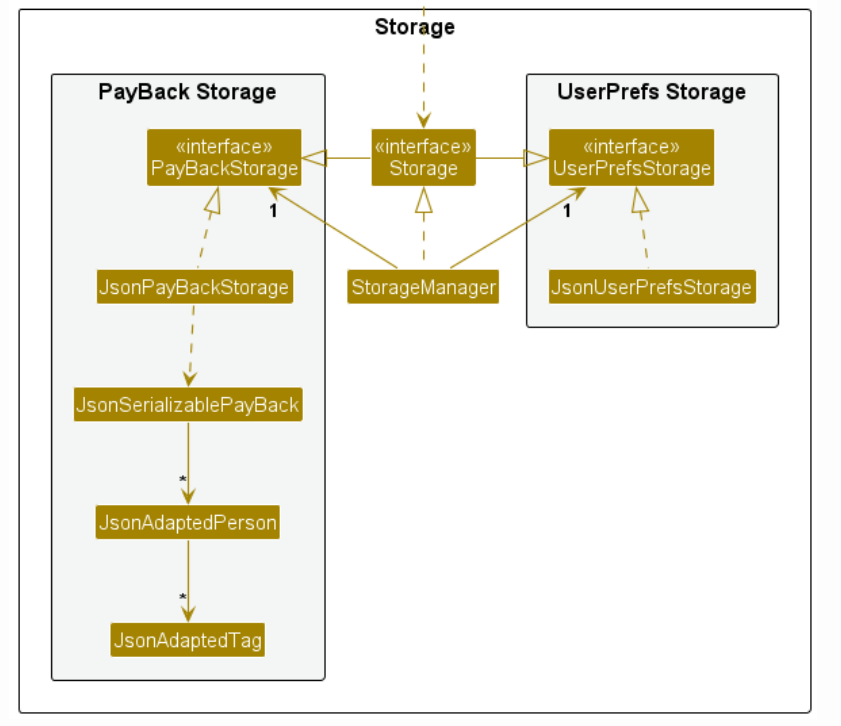 Storage
PayBack Storage
UserPrefs Storage
«interface»
PayBackStorage
«interface»
Storage
«interface»
UserPrefsStorage
1
1
JsonPayBackStorage
StorageManager
JsonUserPrefsStorage
JsonSerializablePayBack
*
JsonAdaptedPerson
*
JsonAdaptedTag